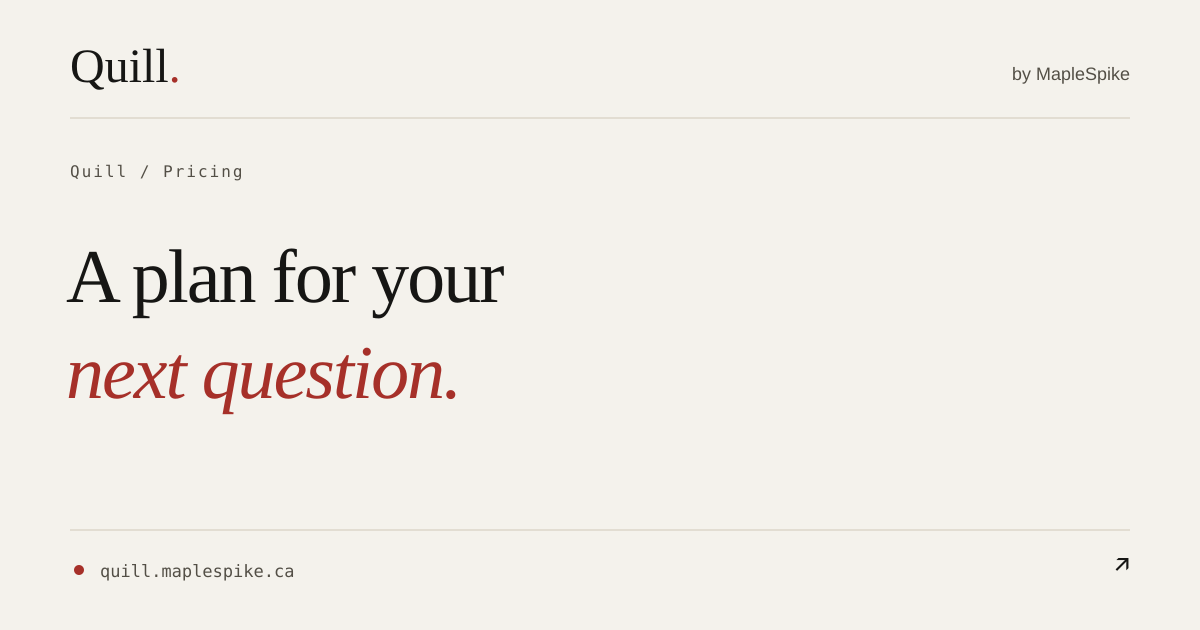 Quill.
by MapleSpike
Quill / Pricing
A plan for your
next question.
quill.maplespike.ca